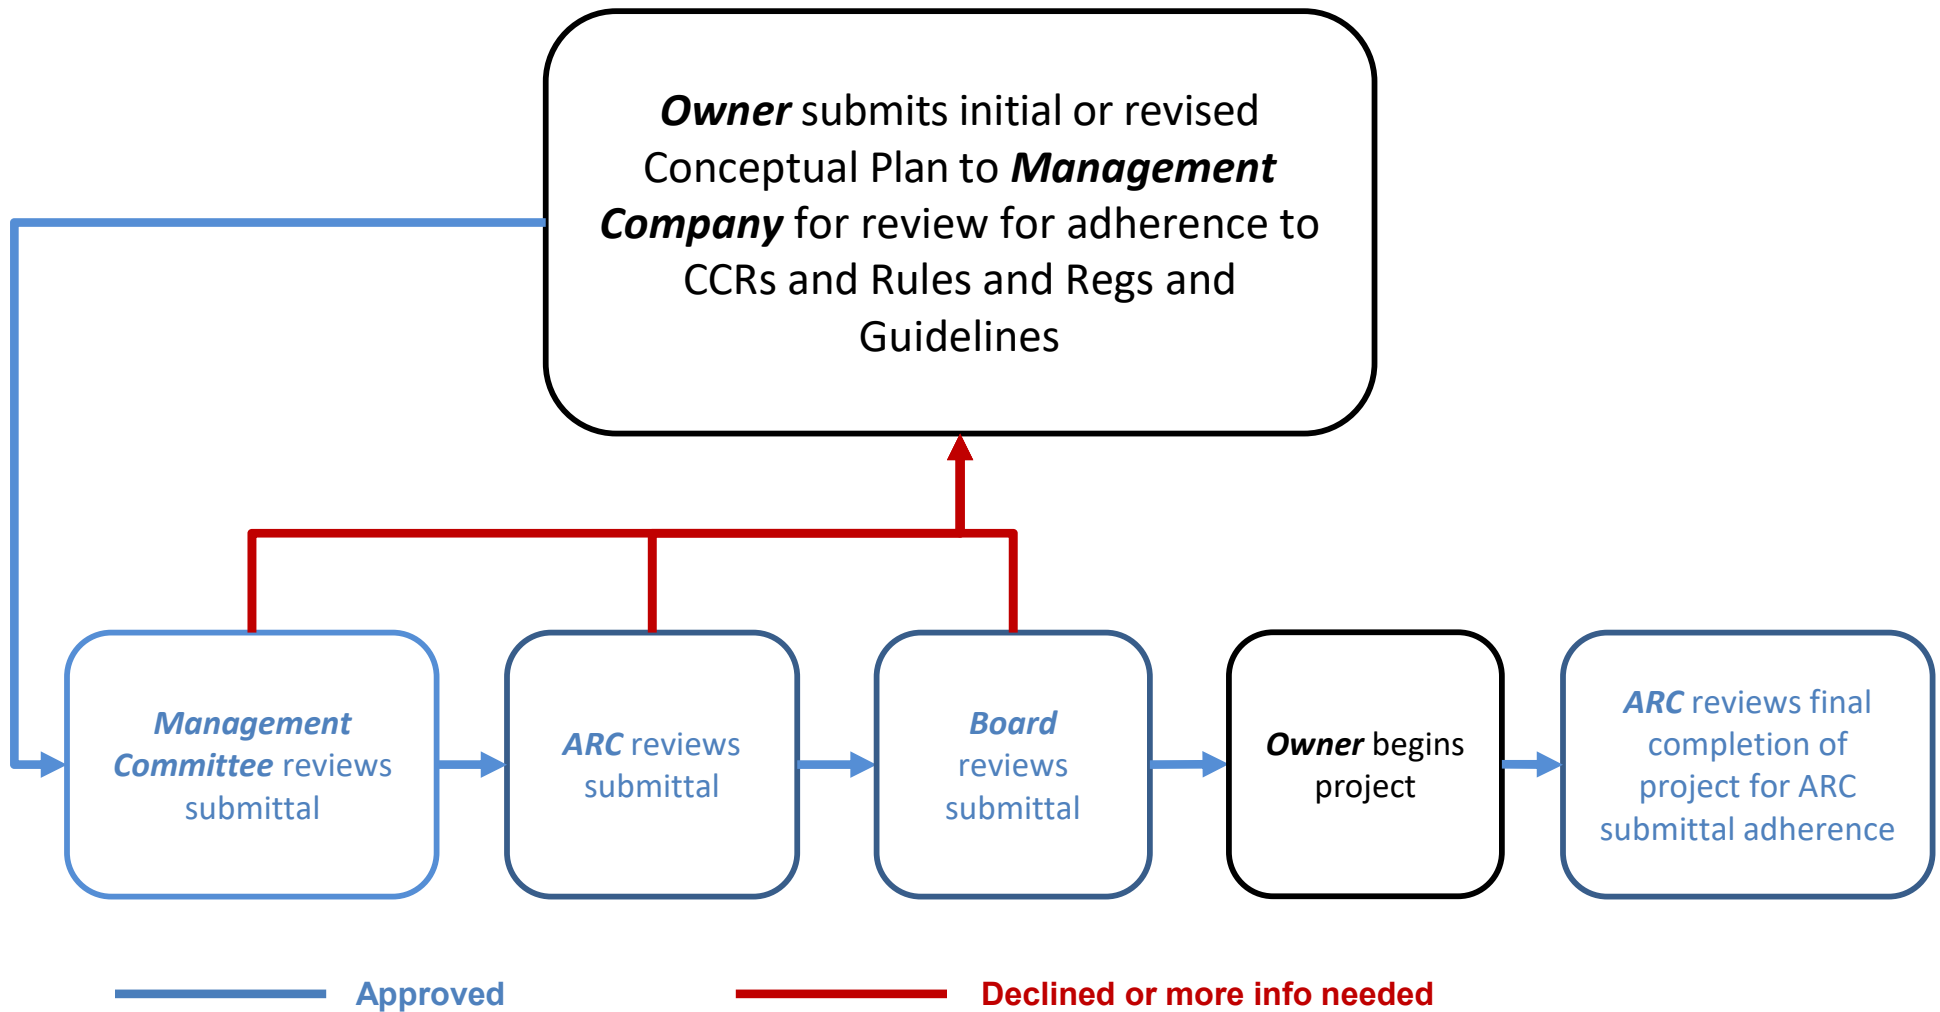 Owner submits initial or revised
Conceptual Plan to Management
Company for review for adherence to
CCRs and Rules and Regs and
Guidelines
Management
Committee reviews
submittal
ARC reviews
submittal
Board
reviews
submittal
Owner begins
project
ARC reviews final
completion of
project for ARC
submittal adherence
Approved
Declined or more info needed